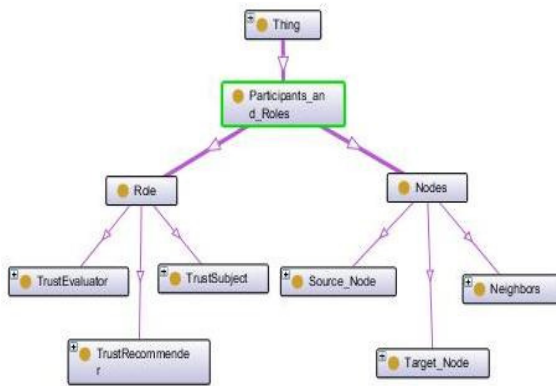 Thing
Participants_an
d_Roles
Role
Nodes
TrustEvaluator
TrustSubject
Source_Node
Neighbors
TrustRecommende
r
Target_Node